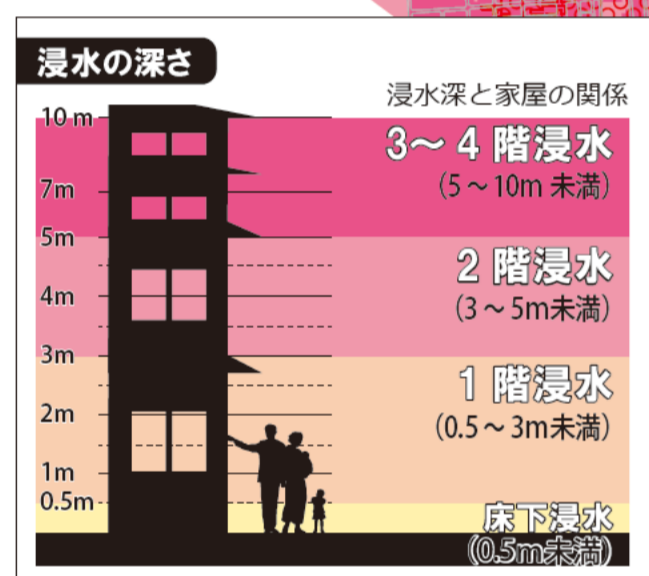 浸水の深さ
浸水深と家屋の関係
10 m
3～ 4 階浸水
(5～10m 未満)
7m
5m
2 階浸水
(3～5m未満)
4m
3m
1 階浸水
(0.5～3m未満)
2m
1m
0.5m
床下浸水
(0.5m未満)